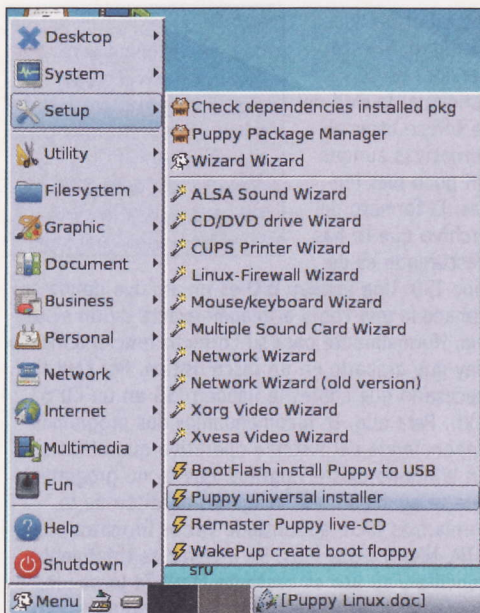 Desktop
System
Setup
Utility
Filesystem
Graphic
Document
Business
Personal
Network
Internet
Multimedia
Fun
Help
Shutdown
Menu
Check dependencies installed pkg
Puppy Package Manager
Wizard Wizard
ALSA Sound Wizard
CD/DVD drive Wizard
CUPS Printer Wizard
Linux-Firewall Wizard
Mouse/keyboard Wizard
Multiple Sound Card Wizard
Network Wizard
Network Wizard (old version)
Xorg Video Wizard
Xvesa Video Wizard
BootFlash install Puppy to USB
Puppy universal installer
Remaster Puppy live-CD
WakePup create boot floppy
sru
[Puppy Linux.doc]